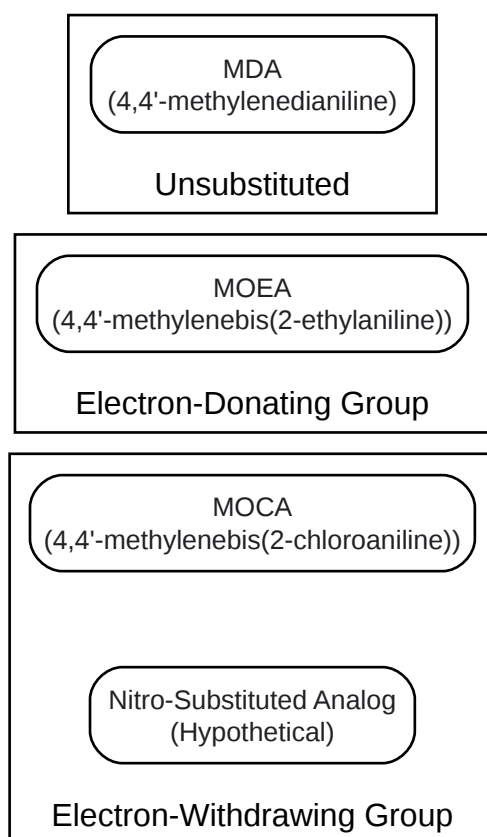 MDA
(4,4'-methylenedianiline)
Unsubstituted
MOEA
(4,4'-methylenebis(2-ethylaniline))
Electron-Donating Group
MOCA
(4,4'-methylenebis(2-chloroaniline))
Nitro-Substituted Analog
(Hypothetical)
Electron-Withdrawing Group